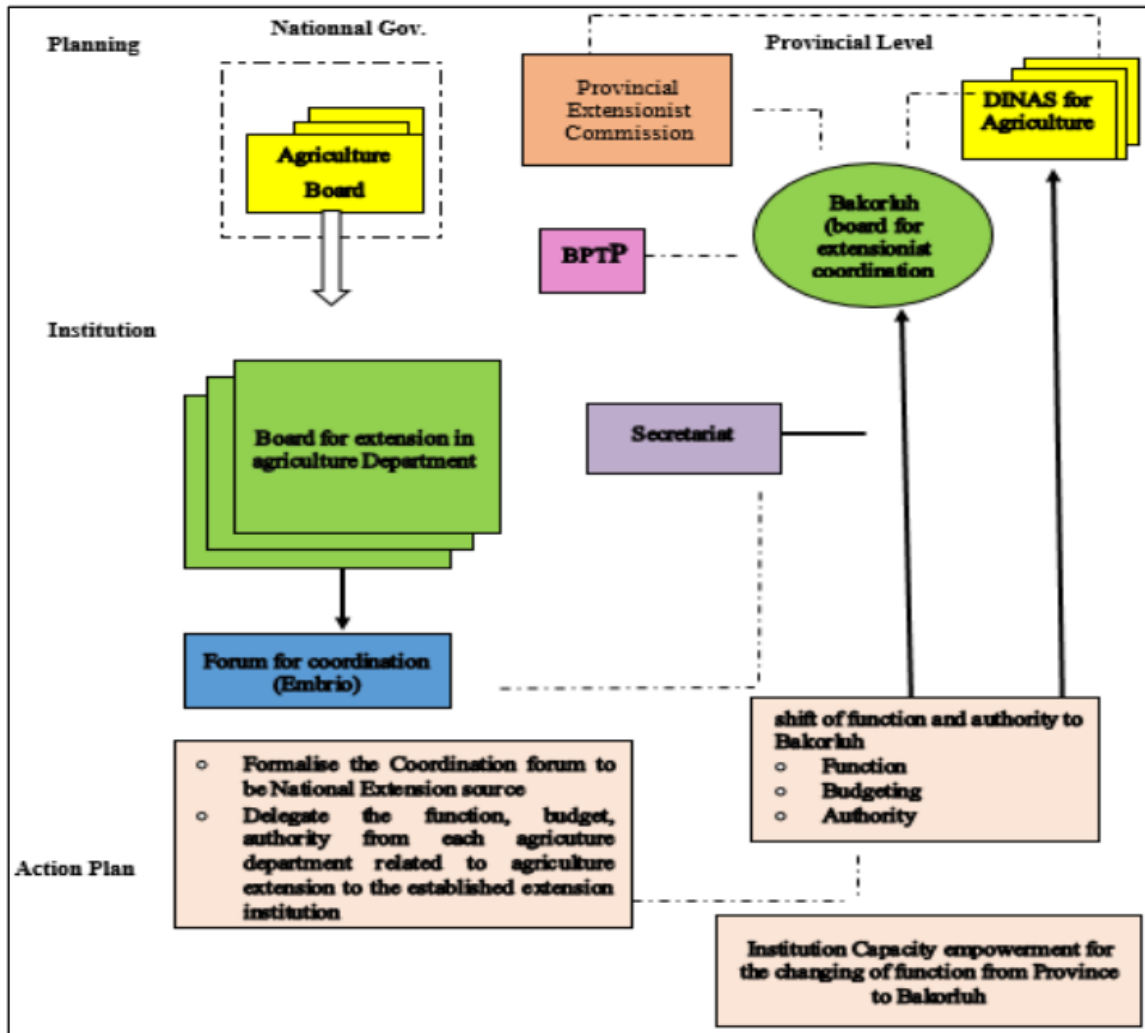 Planning
Nationnal Gov.
Provincial Level
Agriculture
Board
Provincial
Extensionist
Commission
DINAS for
Agriculture
Bakorluh
(board for
extensionist
coordination
BPTP
Institution
Board for extension in
agriculture Department
Secretariat
Forum for coordination
(Embrio)
shift of function and authority to
Bakorluh
o Function
o Budgeting
o Authority
Action Plan
o Formalise the Coordination forum to
be National Extension source
o Delegate the function, budget,
authority from each agricuture
department related to agriculture
extension to the established extension
institution
Institution Capacity empowerment for
the changing of function from Province
to Bakorluh